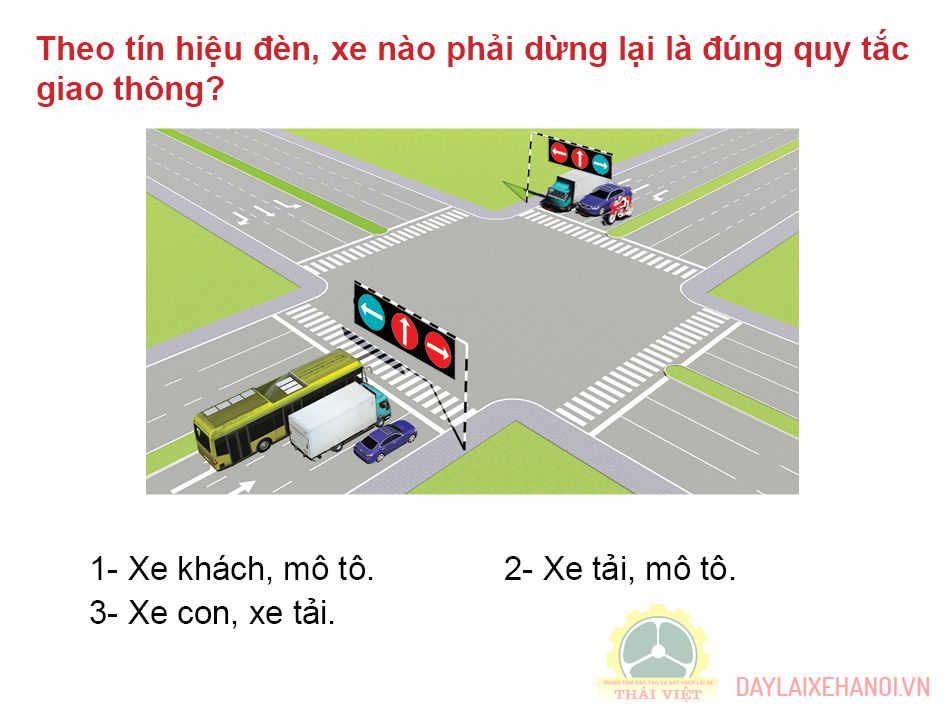 Theo tín hiệu đèn, xe nào phải dừng lại là đúng quy tắc
giao thông?
1- Xe khách, mô tô.
2- Xe tải, mô tô.
3- Xe con, xe tải.
TRUNG TÂM ĐÀO TẠO VÀ SÁT HẠCH LÁI XE
THÁI VIỆT
DAYLAIXEHANOI.VN